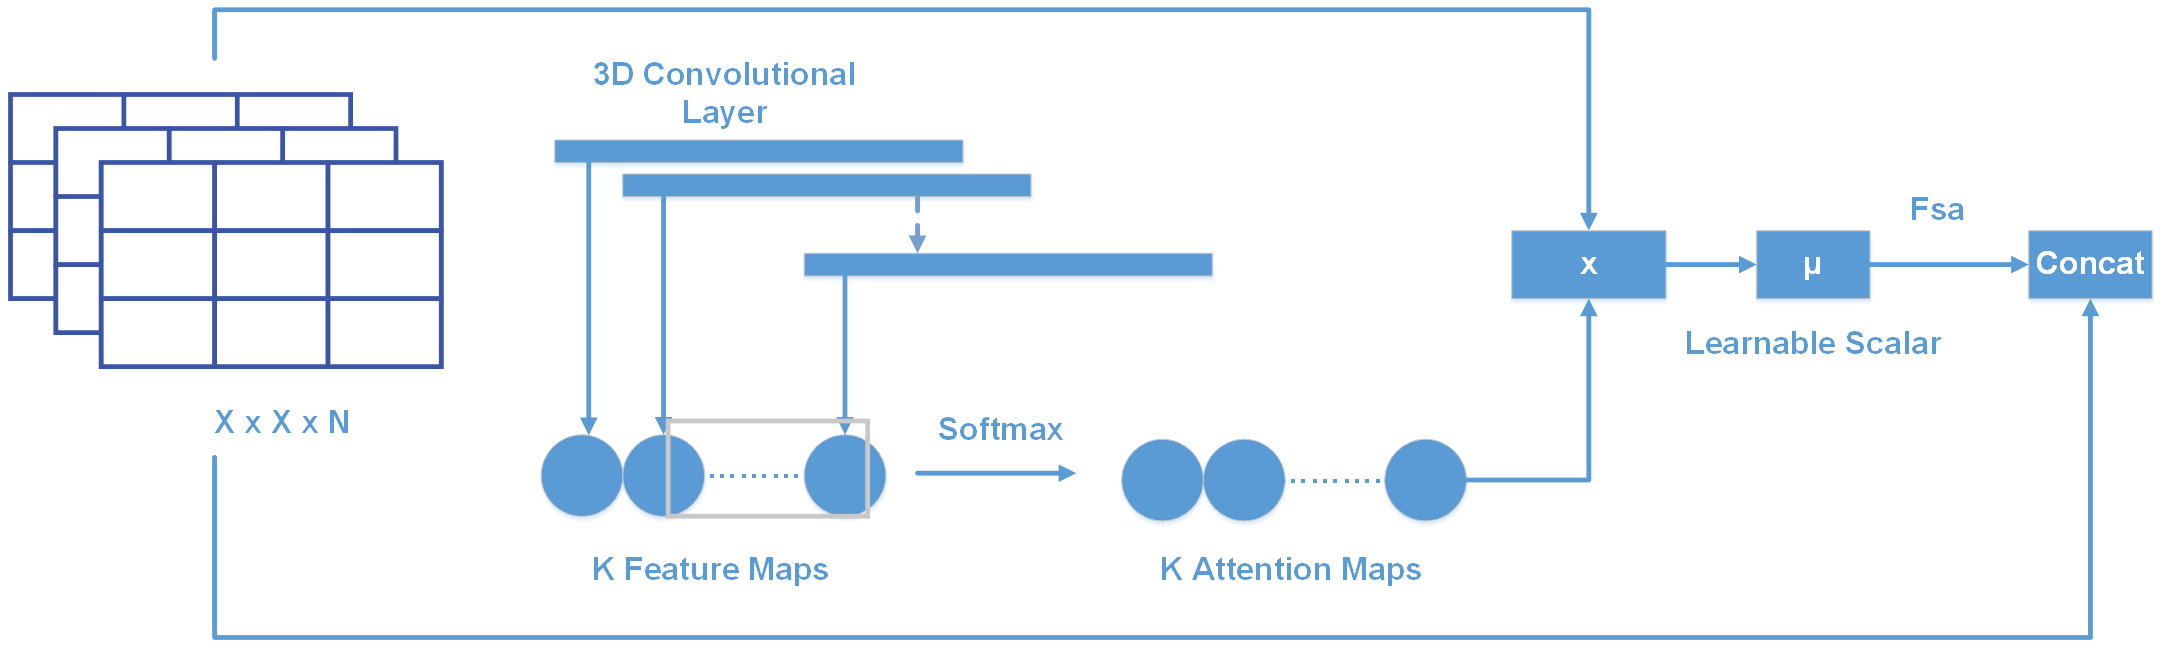 3D Convolutional
Layer
X x X x N
Softmax
K Feature Maps
K Attention Maps
x
µ
Fsa
Concat
Learnable Scalar